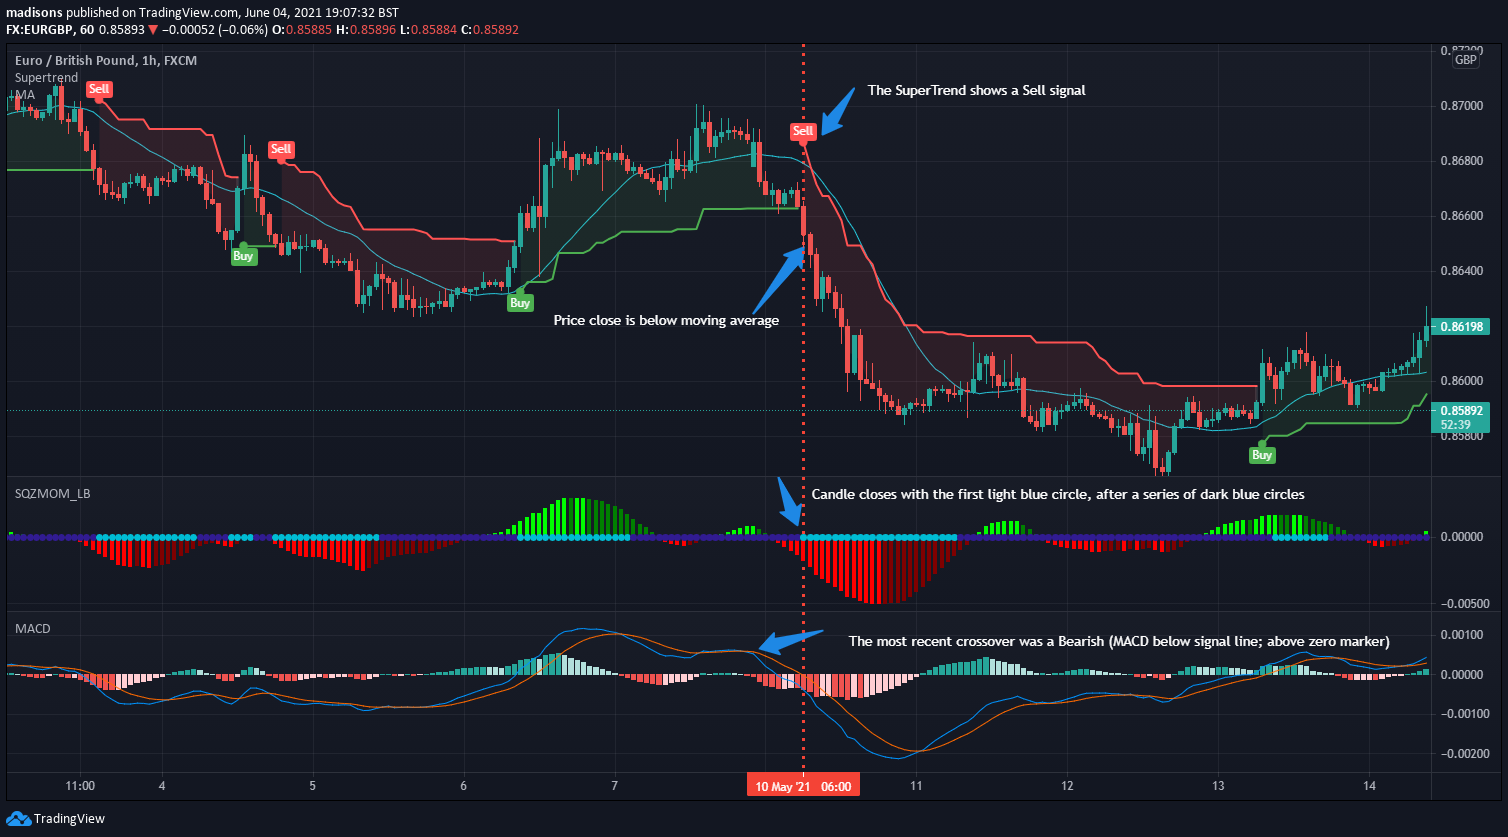 madisons published on TradingView.com, June 04, 2021 19:07:32 BST
FX:EURGBP, 60 0.85893 ▼ −0.00052 (−0.06%) O:0.85885 H:0.85896 L:0.85884 C:0.85892
Euro / British Pound, 1h, FXCM
Supertrend
MA
0.87200
GBP
Sell
The SuperTrend shows a Sell signal
0.87000
Sell
Sell
0.86800
0.86600
Buy
0.86400
Buy
Price close is below moving average
0.86198
0.86000
0.85892
52:39
0.85800
Buy
SQZMOM_LB
Candle closes with the first light blue circle, after a series of dark blue circles
0.00000
−0.00500
MACD
The most recent crossover was a Bearish (MACD below signal line; above zero marker)
0.00100
0.00000
−0.00100
−0.00200
11:00 4 5 6 7 10 May '21 06:00 11 12 13 14
TradingView